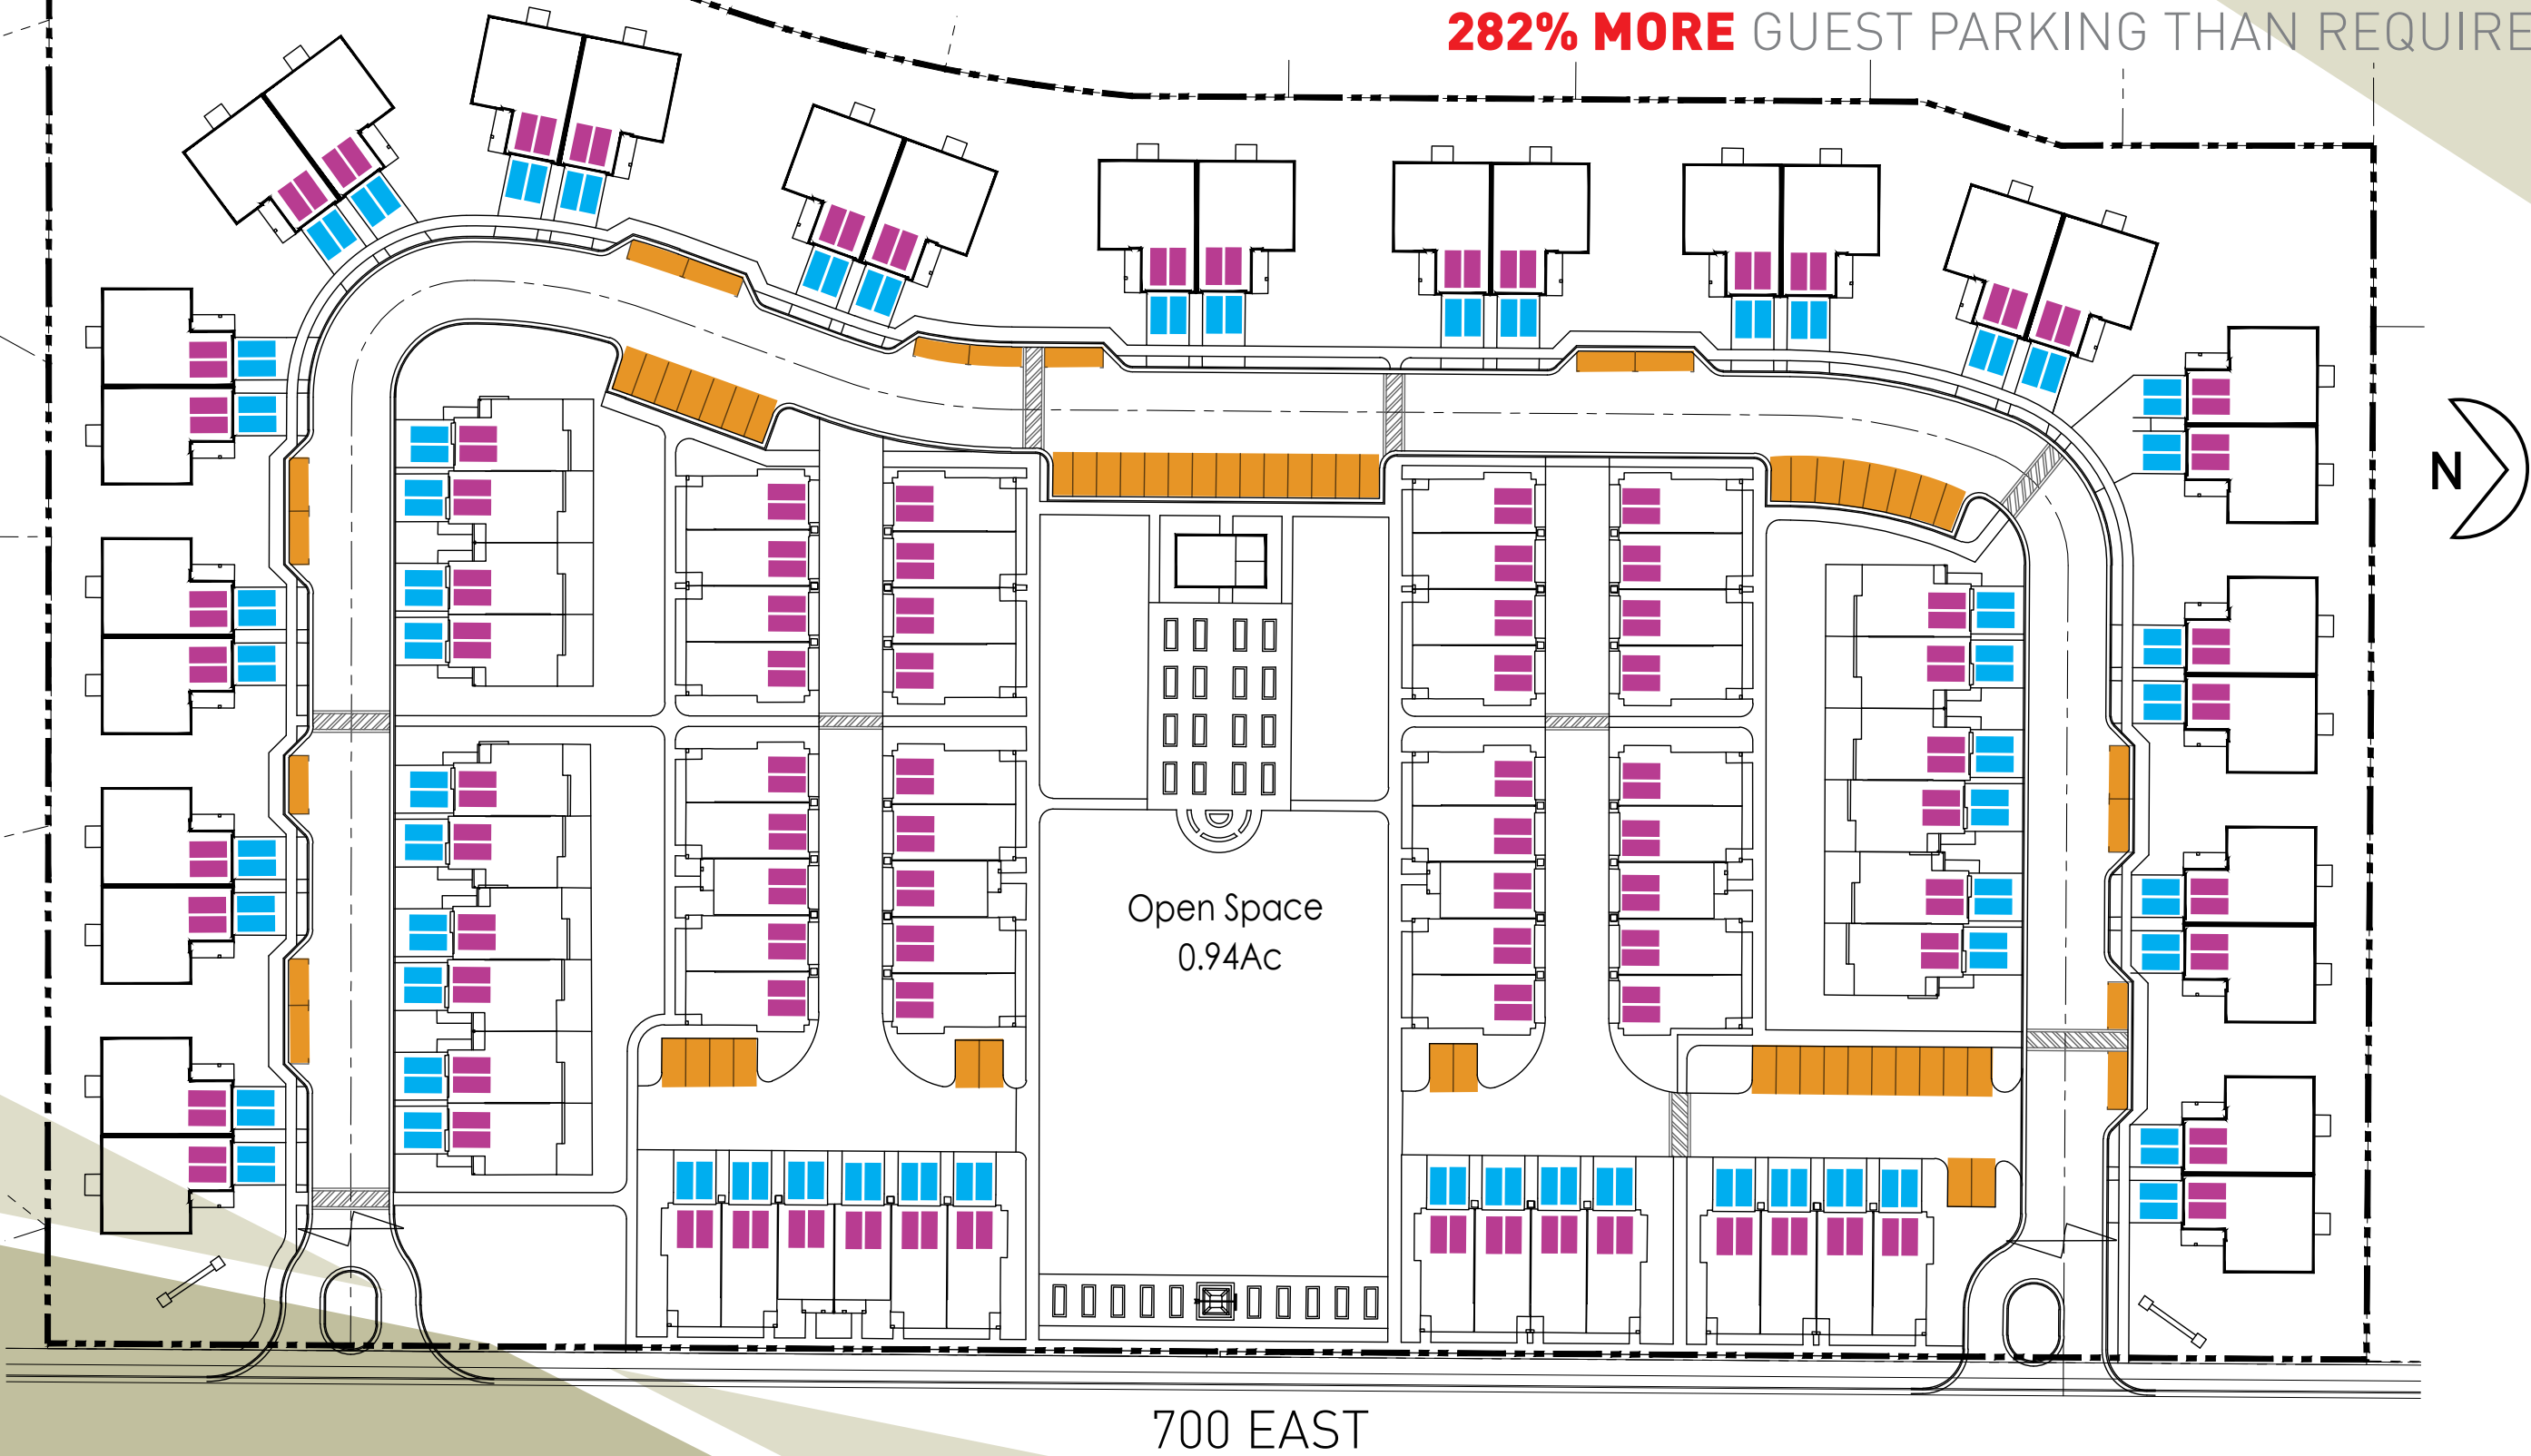 282% MORE GUEST PARKING THAN REQUIRE
N
Open Space
0.94Ac
700 EAST